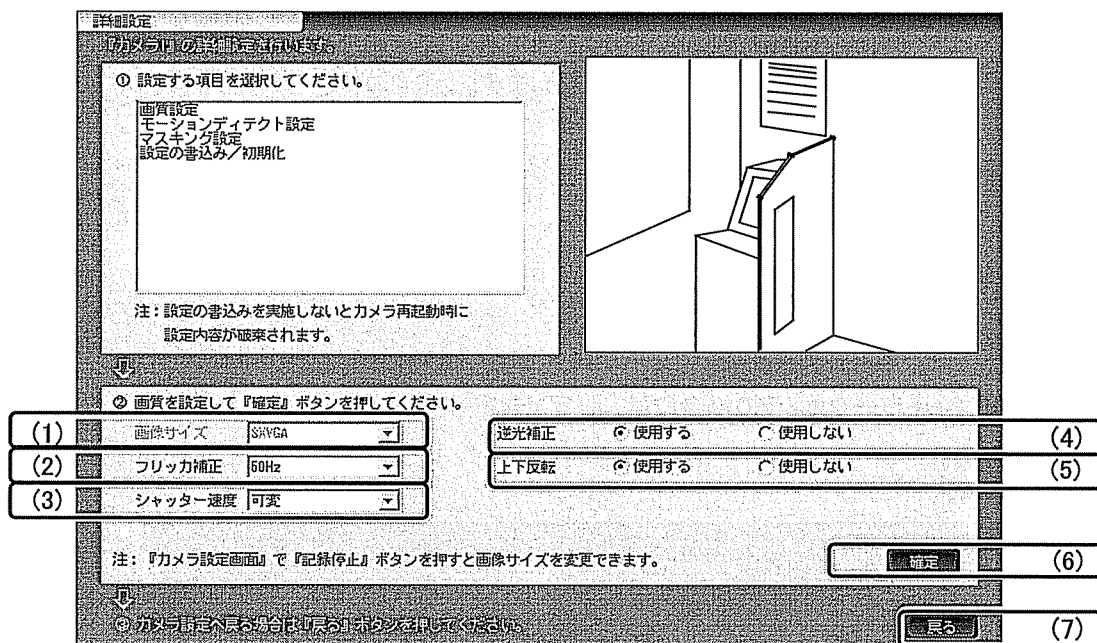 詳細設定
『カメラ1』の詳細設定を行います。
① 設定する項目を選択してください。
画質設定
モーションディテクト設定
マスキング設定
設定の書込み／初期化
注：設定の書込みを実施しないとカメラ再起動時に
設定内容が破棄されます。
② 画質を設定して『確定』ボタンを押してください。
(1) 画像サイズ SXVGA
逆光補正 使用する 使用しない (4)
(2) フリッカ補正 50Hz
上下反転 使用する 使用しない (5)
(3) シャッター速度 可変
注：『カメラ設定画面』で『記録停止』ボタンを押すと画像サイズを変更できます。
確定 (6)
③ カメラ設定へ戻る場合は『戻る』ボタンを押してください。
戻る (7)